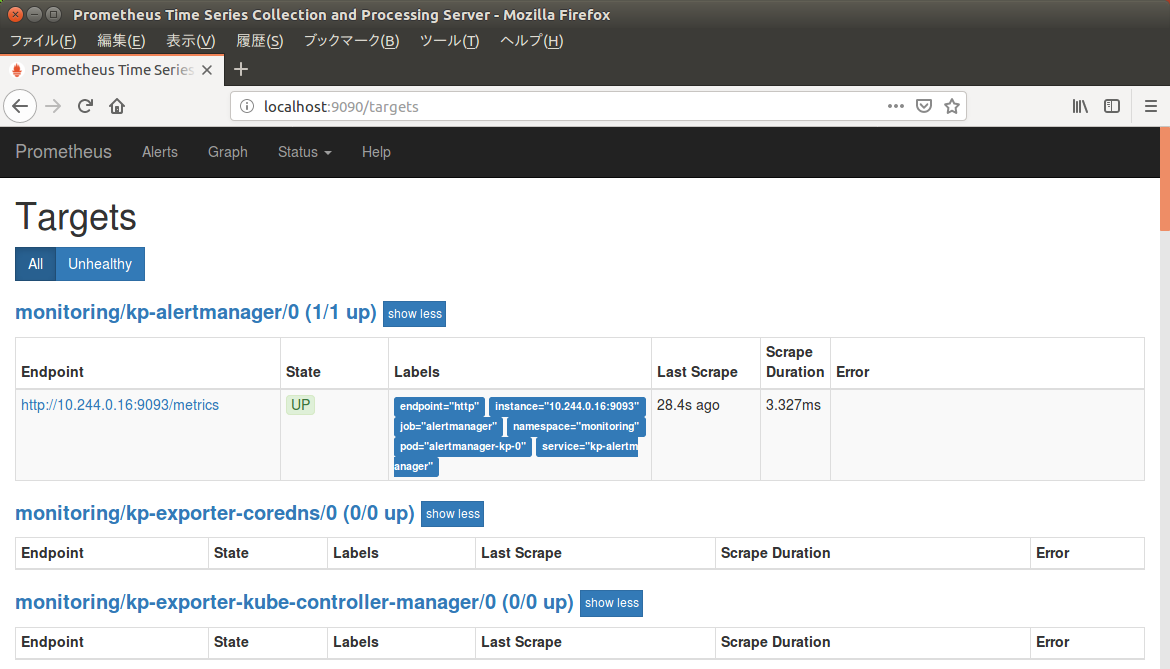 Prometheus Time Series Collection and Processing Server - Mozilla Firefox
ファイル(F) 編集(E) 表示(V) 履歴(S) ブックマーク(B) ツール(T) ヘルプ(H)
Prometheus Time Series
localhost:9090/targets
Prometheus Alerts Graph Status Help
Targets
All Unhealthy
monitoring/kp-alertmanager/0 (1/1 up) show less
Endpoint State Labels Last Scrape Scrape Duration Error
http://10.244.0.16:9093/metrics UP endpoint="http" instance="10.244.0.16:9093" 28.4s ago 3.327ms
job="alertmanager" namespace="monitoring"
pod="alertmanager-kp-0" service="kp-alertm
anager"
monitoring/kp-exporter-coredns/0 (0/0 up) show less
Endpoint State Labels Last Scrape Scrape Duration Error
monitoring/kp-exporter-kube-controller-manager/0 (0/0 up) show less
Endpoint State Labels Last Scrape Scrape Duration Error